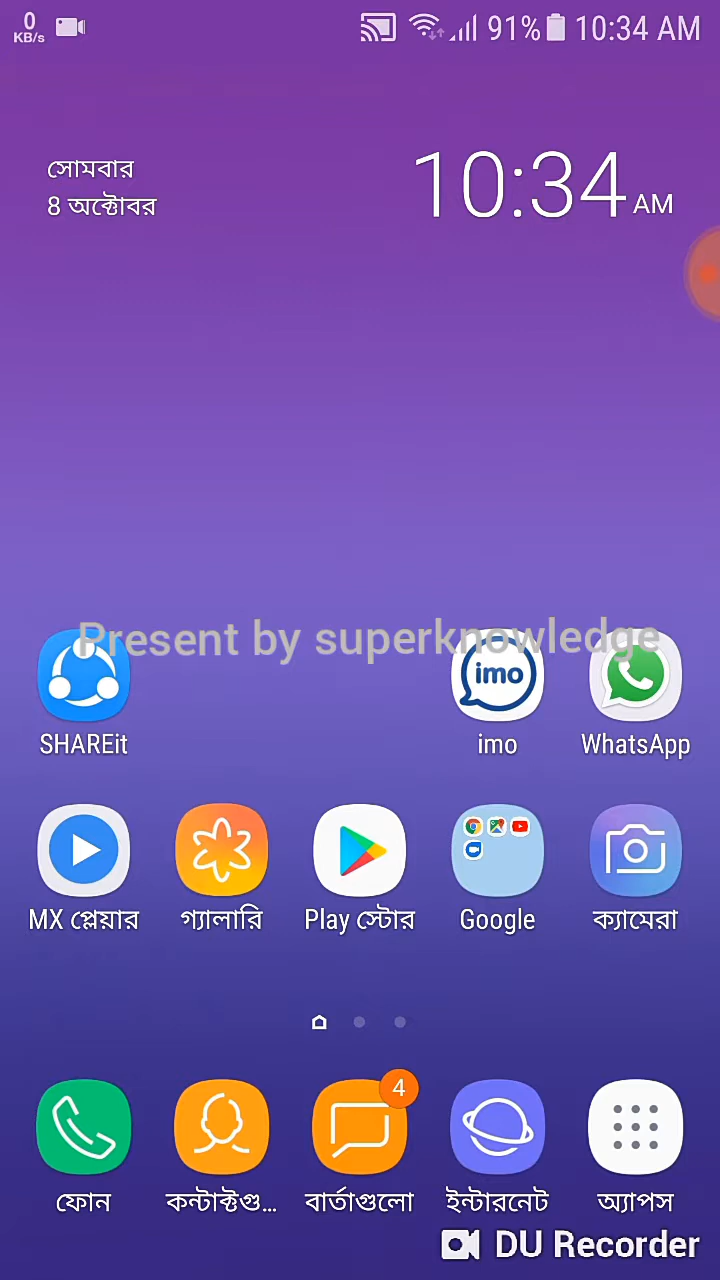 0
KB/s
91% 10:34 AM
সোমবার
8 অক্টোবর
10:34 AM
Present by superknowledge
SHAREit
imo
imo
WhatsApp
MX প্লেয়ার
গ্যালারি
Play স্টোর
Google
ক্যামেরা
4
ফোন
কন্টাক্টগু...
বার্তাগুলো
ইন্টারনেট
অ্যাপস
DU Recorder